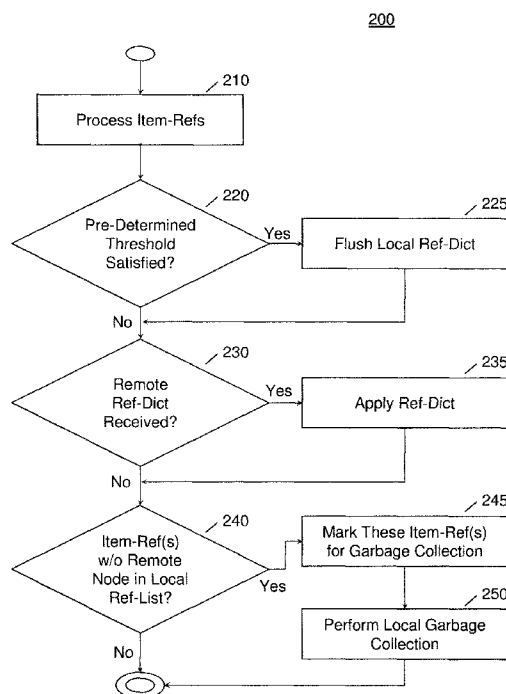 200
210
Process Item-Refs
220
Pre-Determined
Threshold
Satisfied?
Yes
225
Flush Local Ref-Dict
No
230
Remote
Ref-Dict
Received?
Yes
235
Apply Ref-Dict
No
240
Item-Ref(s)
w/o Remote
Node in Local
Ref-List?
Yes
245
Mark These Item-Ref(s)
for Garbage Collection
250
Perform Local Garbage
Collection
No